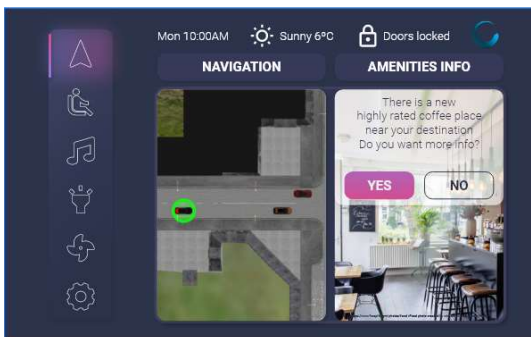 Mon 10:00AM Sunny 6ºC Doors locked
NAVIGATION AMENITIES INFO
There is a new
highly rated coffee place
near your destination
Do you want more info?
YES NO